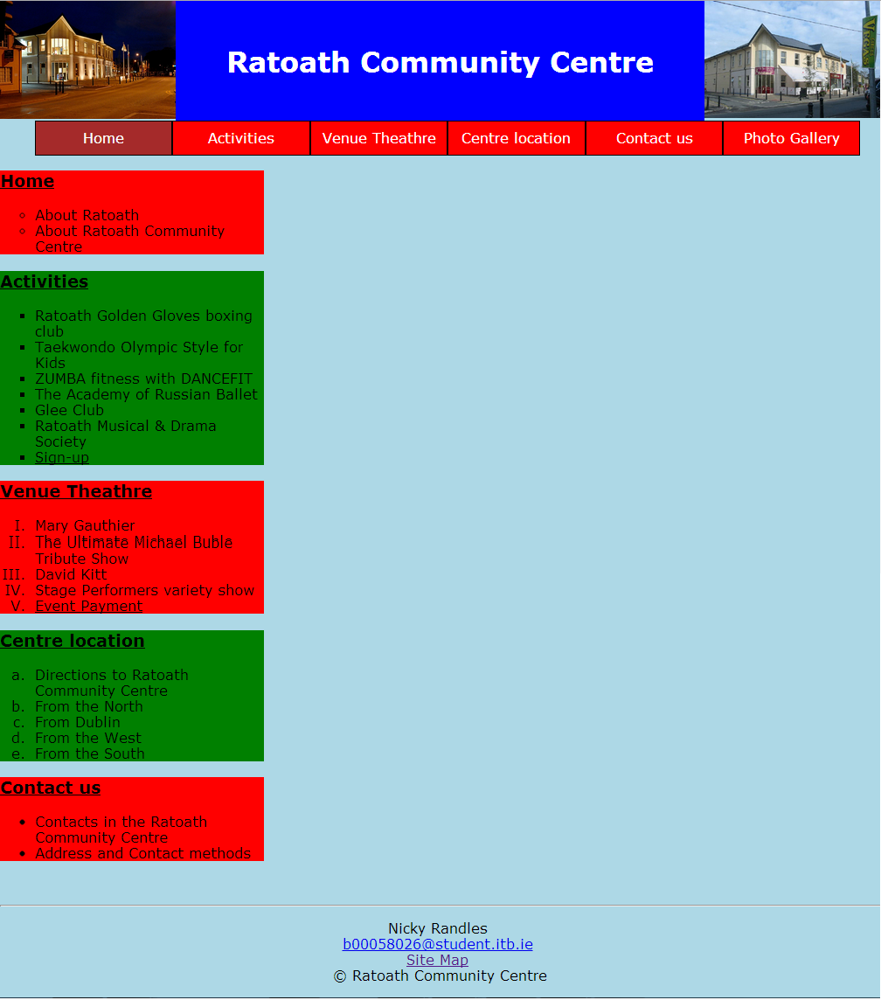 Ratoath Community Centre
Home
Activities
Venue Theathre
Centre location
Contact us
Photo Gallery
Home
About Ratoath
About Ratoath Community
Centre
Activities
Ratoath Golden Gloves boxing
club
Taekwondo Olympic Style for
Kids
ZUMBA fitness with DANCEFIT
The Academy of Russian Ballet
Glee Club
Ratoath Musical & Drama
Society
Sign-up
Venue Theathre
I. Mary Gauthier
II. The Ultimate Michael Buble
Tribute Show
III. David Kitt
IV. Stage Performers variety show
V. Event Payment
Centre location
a. Directions to Ratoath
Community Centre
b. From the North
c. From Dublin
d. From the West
e. From the South
Contact us
Contacts in the Ratoath
Community Centre
Address and Contact methods
Nicky Randles
b00058026@student.itb.ie
Site Map
© Ratoath Community Centre